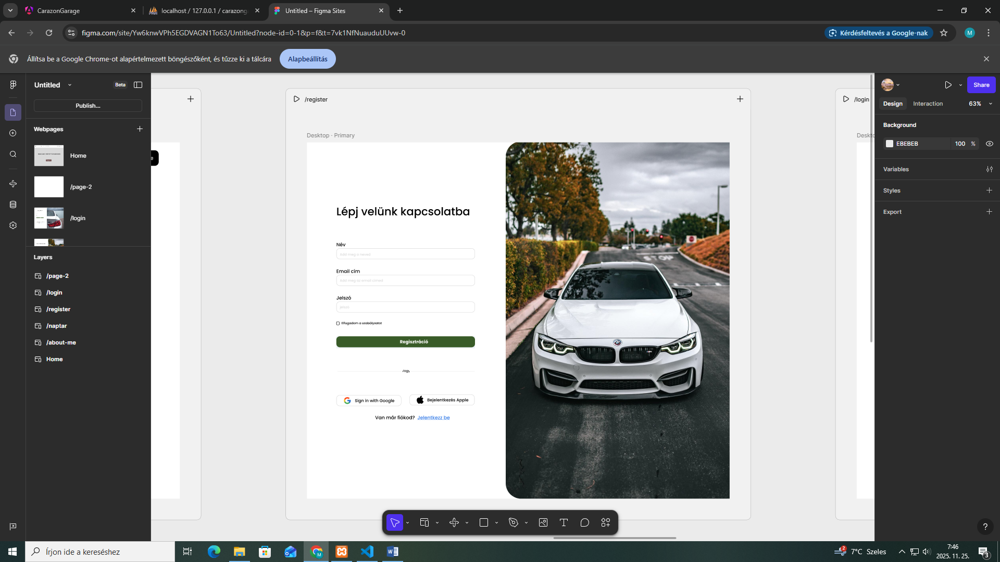 CarazonGarage
localhost / 127.0.0.1 / carazong
Untitled – Figma Sites
figma.com/site/Yw6knwVPh5EGDVAGN1To63/Untitled?node-id=0-1&p=f&t=7vk1NfNuauduUUvw-0
Kérdésfeltevés a Google-nak
M
Állítsa be a Google Chrome-ot alapértelmezett böngészőként, és tűzze ki a tálcára
Alapbeállítás
Untitled
Beta
Publish...
Webpages
Home
/page-2
/login
Layers
/page-2
/login
/register
/naptar
/about-me
Home
/register
Desktop - Primary
Lépj velünk kapcsolatba
Név
Add meg a neved
Email cím
Add meg az email címed
Jelszó
jelszó
Elfogadom a szabályzatot
Regisztráció
Vagy
Sign in with Google
Bejelentkezés Apple
Van már fiókod? Jelentkezz be
STOP
/login
Share
Design
Interaction
63%
Background
EBEBEB
100 %
Variables
Styles
Export
?
Írjon ide a kereséshez
2
7°C Szeles
7:46
2025. 11. 25.
3